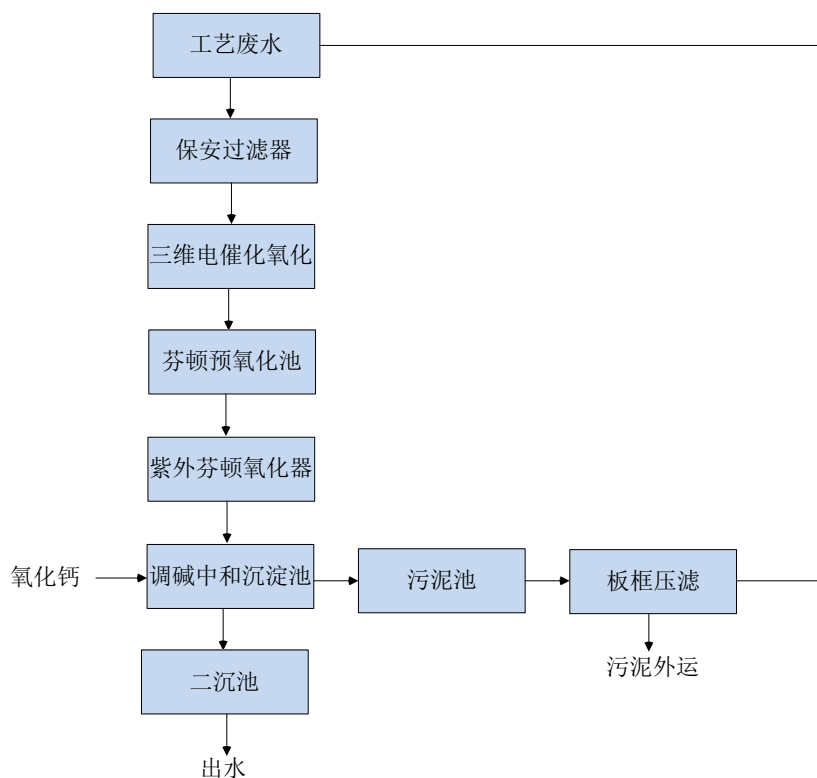 工艺废水
保安过滤器
三维电催化氧化
芬顿预氧化池
紫外芬顿氧化器
氧化钙
调碱中和沉淀池
污泥池
板框压滤
污泥外运
二沉池
出水